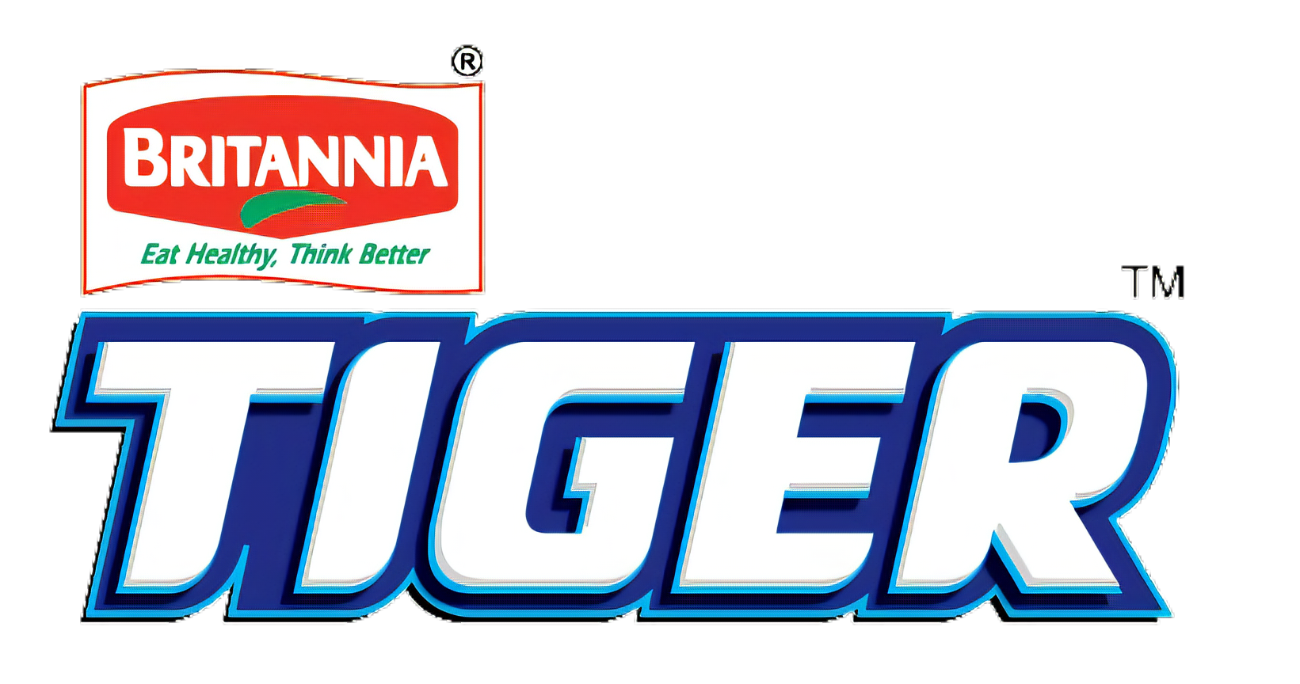 ®
BRITANNIA
Eat Healthy, Think Better
TM
TIGER